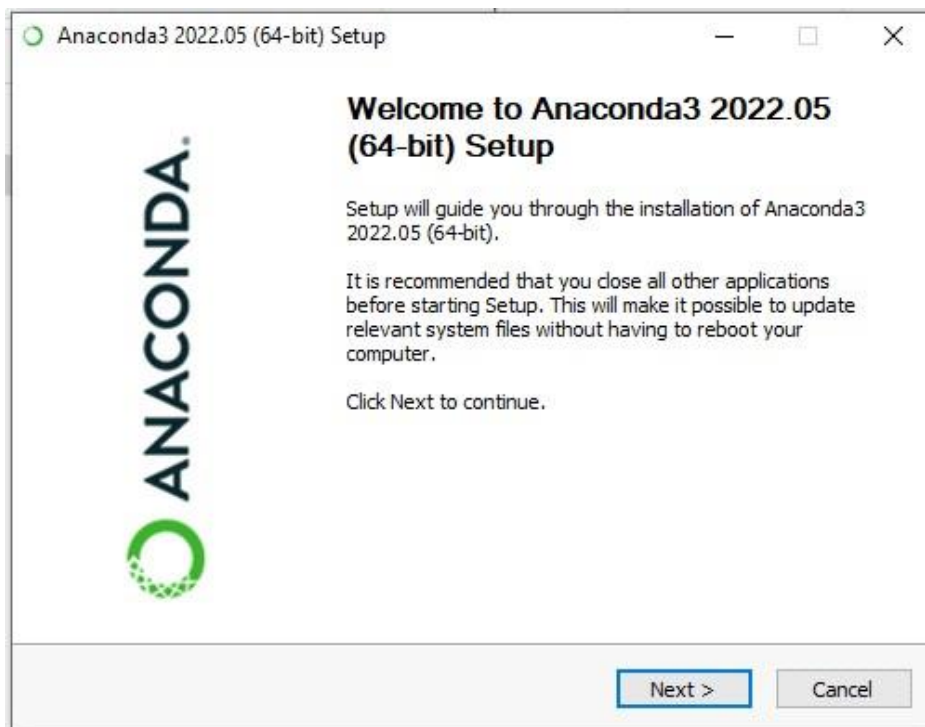 Anaconda3 2022.05 (64-bit) Setup
ANACONDA.
Welcome to Anaconda3 2022.05
(64-bit) Setup
Setup will guide you through the installation of Anaconda3
2022.05 (64-bit).
It is recommended that you close all other applications
before starting Setup. This will make it possible to update
relevant system files without having to reboot your
computer.
Click Next to continue.
Next >
Cancel